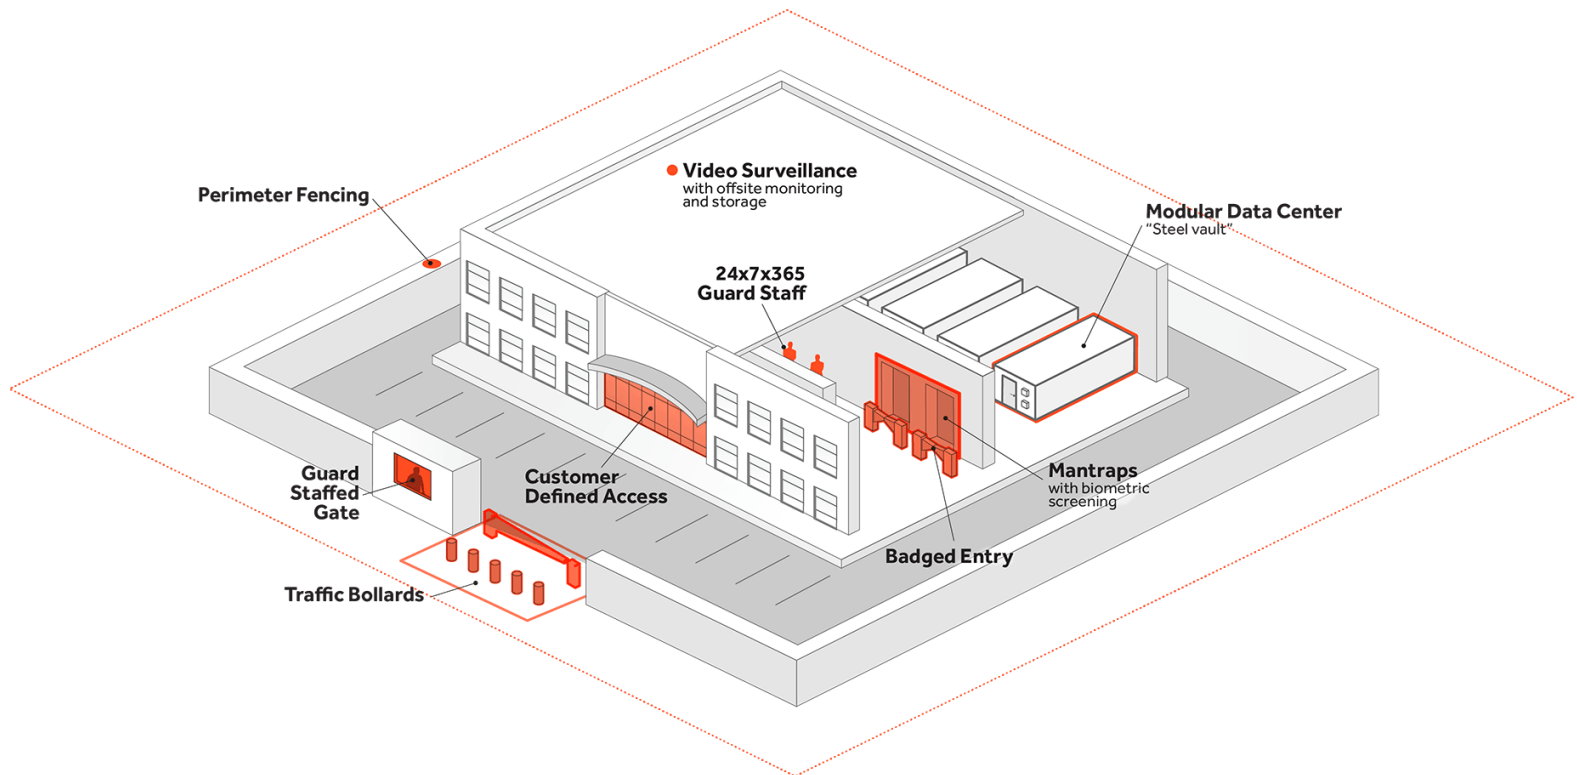 Video Surveillance
with offsite monitoring
and storage
Perimeter Fencing
Modular Data Center
"Steel vault"
24x7x365
Guard Staff
Guard
Staffed
Gate
Customer
Defined Access
Mantraps
with biometric
screening
Badged Entry
Traffic Bollards